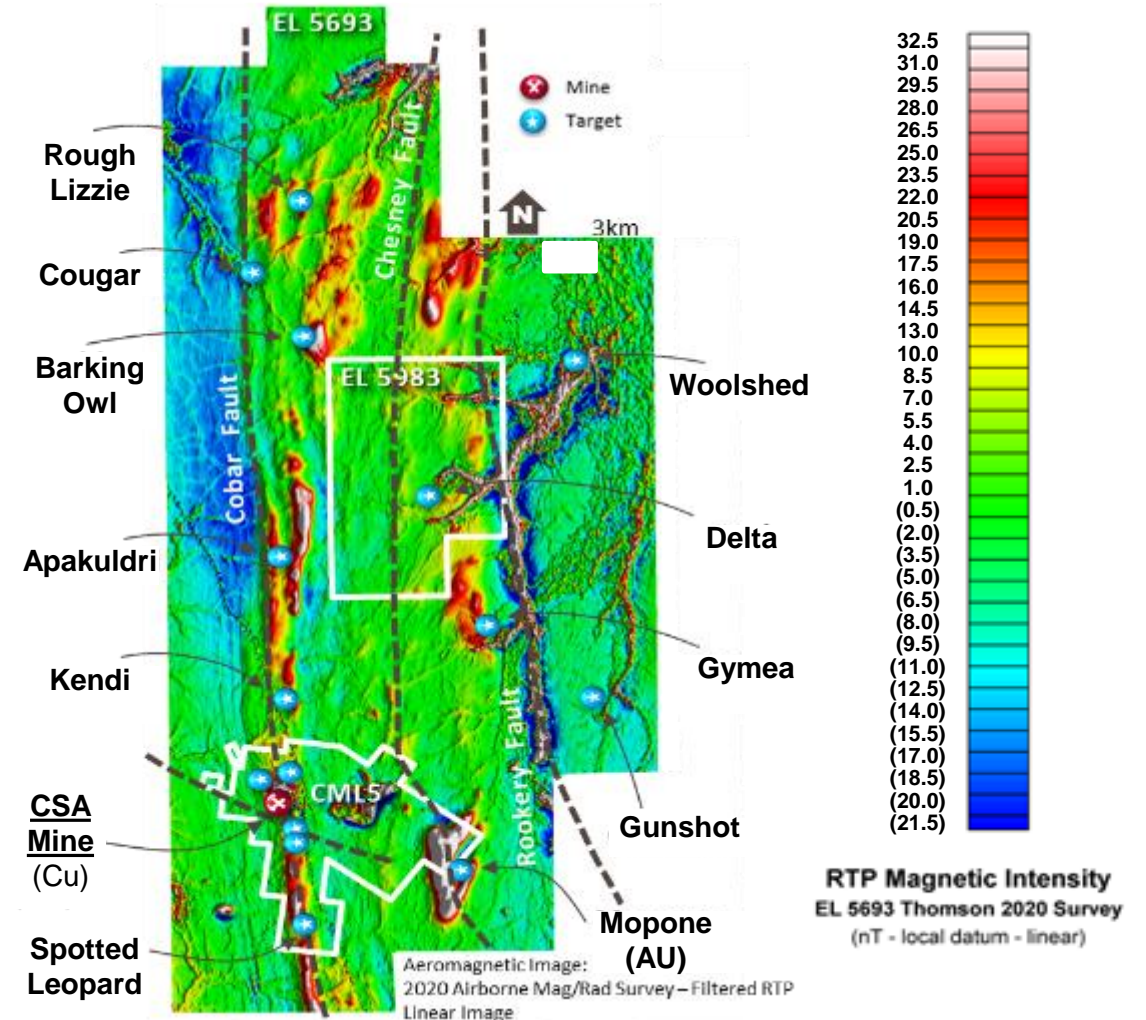 EL 5693
Mine
Target
Rough
Lizzie
Chesney Fault
N
3km
Cougar
Barking
Owl
EL 5983
Woolshed
Cobar Fault
Delta
Apakuldri
Gymea
Kendi
Rookery Fault
CML5
CSA
Mine
(Cu)
Gunshot
Mopone
(AU)
Spotted
Leopard
Aeromagnetic Image:
2020 Airborne Mag/Rad Survey – Filtered RTP
Linear Image
32.5
31.0
29.5
28.0
26.5
25.0
23.5
22.0
20.5
19.0
17.5
16.0
14.5
13.0
10.0
8.5
7.0
5.5
4.0
2.5
1.0
(0.5)
(2.0)
(3.5)
(5.0)
(6.5)
(8.0)
(9.5)
(11.0)
(12.5)
(14.0)
(15.5)
(17.0)
(18.5)
(20.0)
(21.5)
RTP Magnetic Intensity
EL 5693 Thomson 2020 Survey
(nT - local datum - linear)